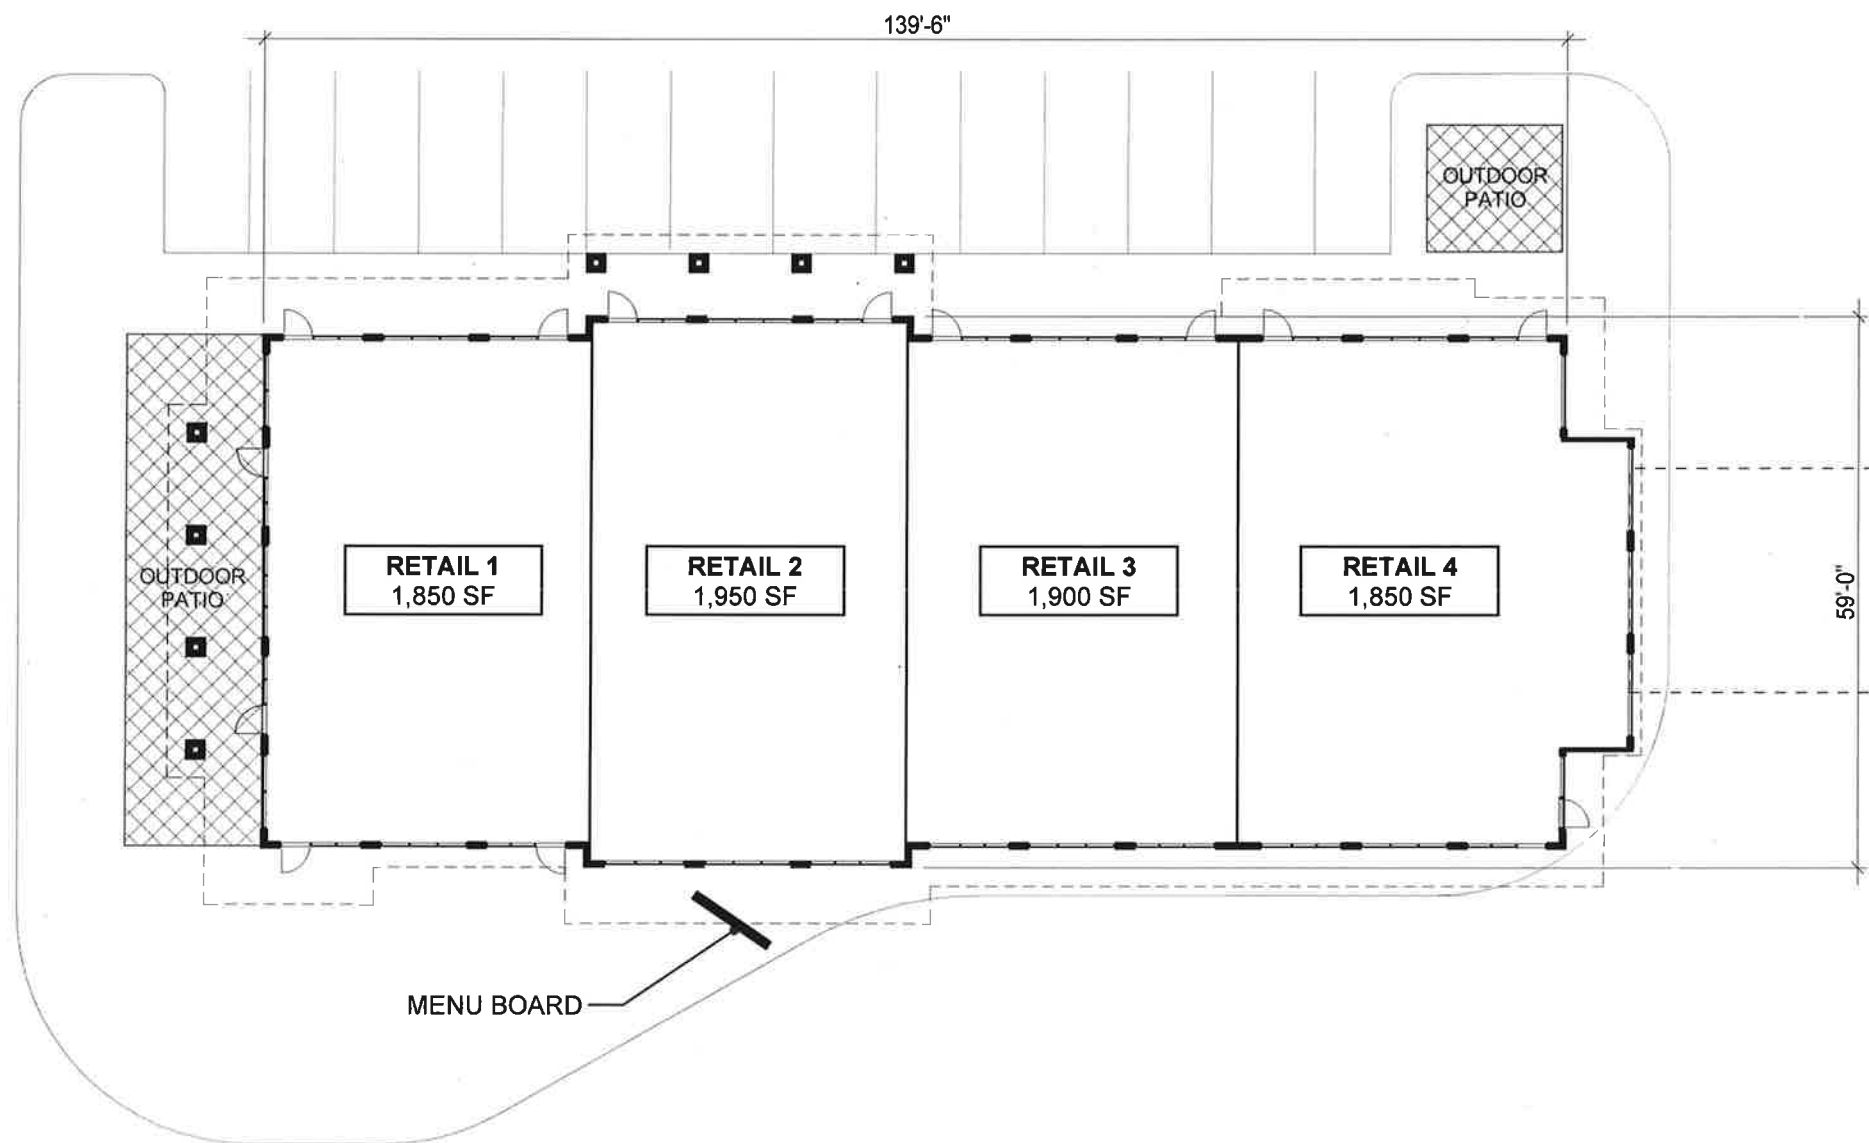 139'-6"
OUTDOOR
PATIO
RETAIL 1
1,850 SF
RETAIL 2
1,950 SF
RETAIL 3
1,900 SF
RETAIL 4
1,850 SF
OUTDOOR
PATIO
59'-0"
MENU BOARD